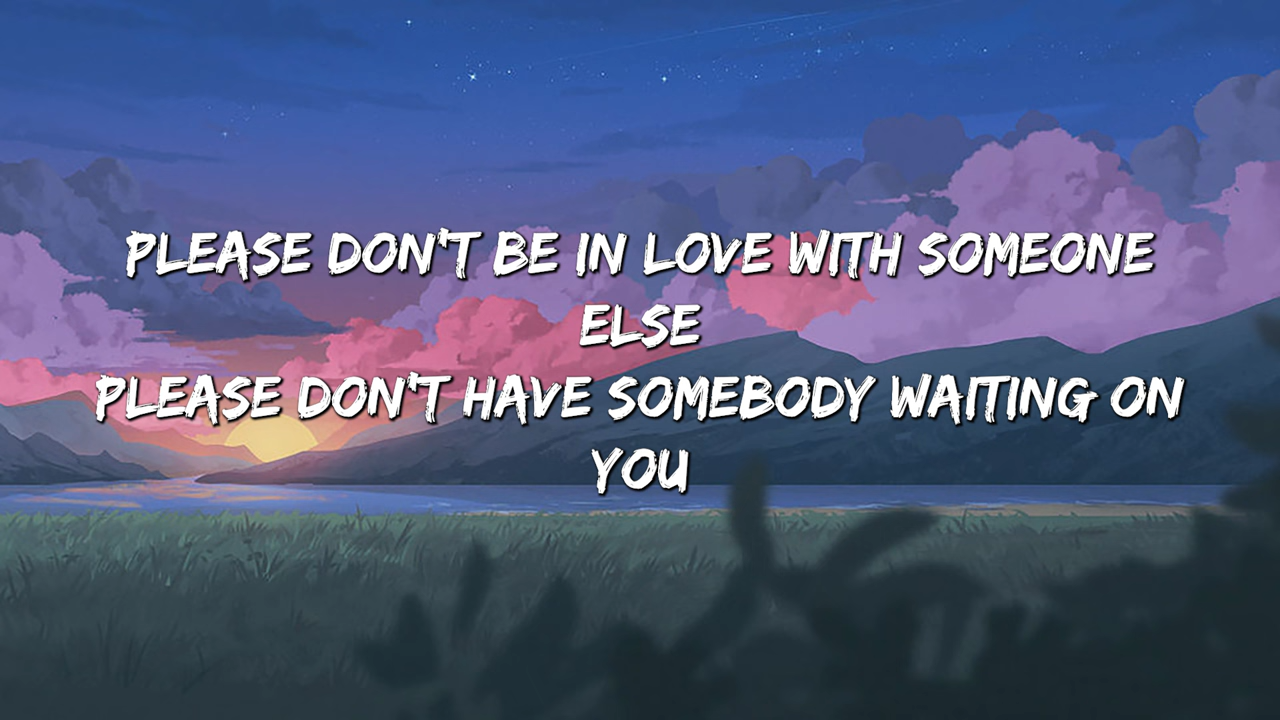 PLEASE DON'T BE IN LOVE WITH SOMEONE
ELSE
PLEASE DON'T HAVE SOMEBODY WAITING ON
YOU